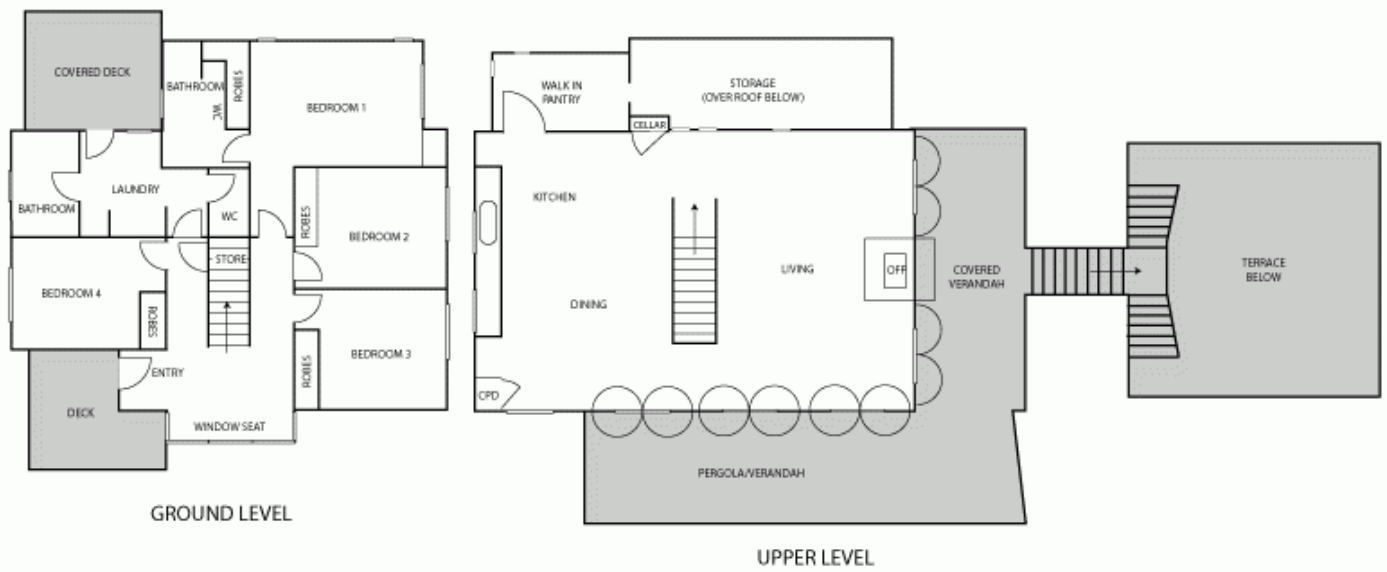 COVERED DECK
BATHROOM
WC
ROBES
BEDROOM 1
LAUNDRY
BATHROOM
WC
ROBES
BEDROOM 2
STORE
BEDROOM 4
ROBES
BEDROOM 3
ROBES
ENTRY
DECK
WINDOW SEAT
GROUND LEVEL
WALK IN
PANTRY
STORAGE
(OVER ROOF BELOW)
CELLAR
KITCHEN
LIVING
OFF
COVERED
VERANDAH
TERRACE
BELOW
DINING
CPD
PERGOLA/VERANDAH
UPPER LEVEL